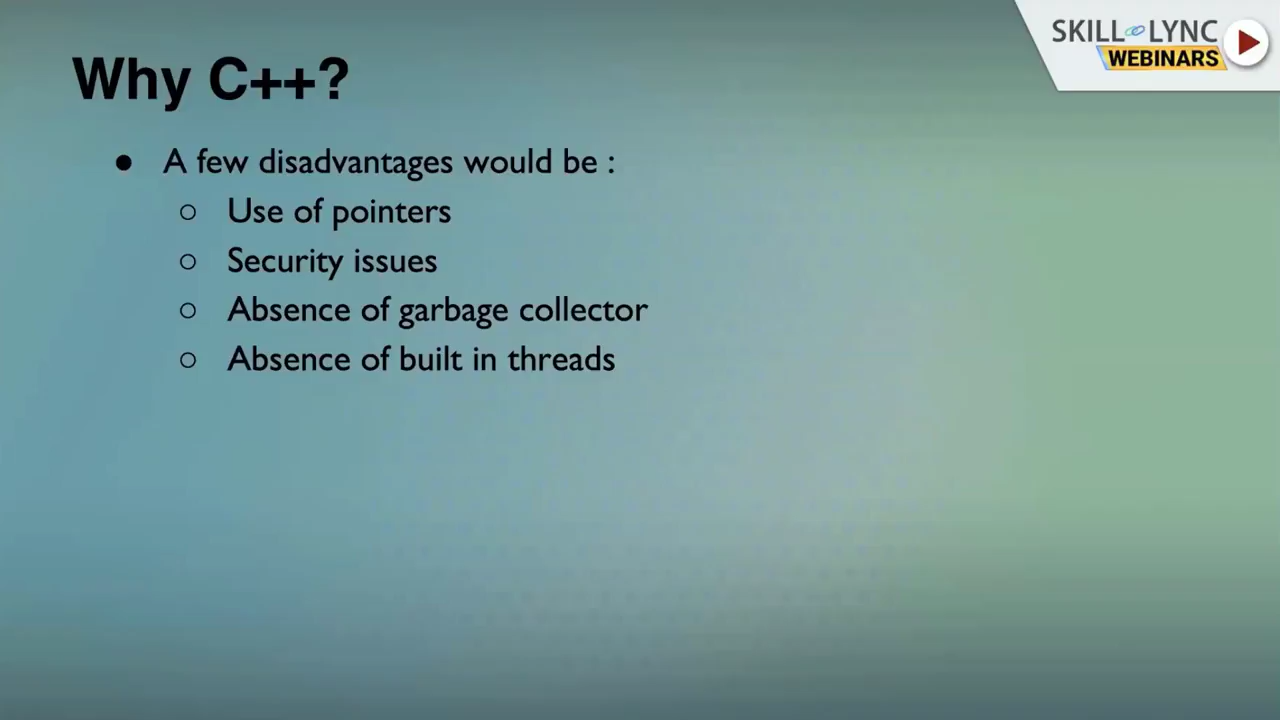 SKILL LYNC
WEBINARS
Why C++?
● A few disadvantages would be :
○ Use of pointers
○ Security issues
○ Absence of garbage collector
○ Absence of built in threads